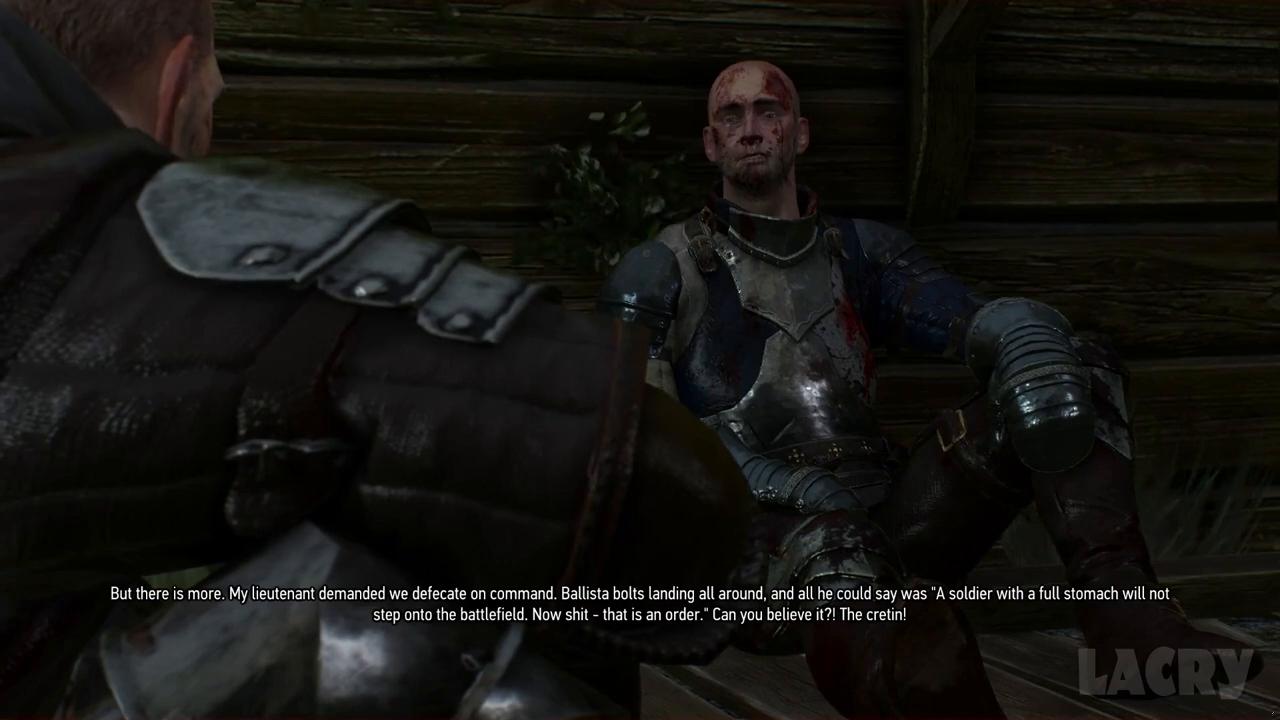 But there is more. My lieutenant demanded we defecate on command. Ballista bolts landing all around, and all he could say was "A soldier with a full stomach will not
step onto the battlefield. Now shit - that is an order." Can you believe it?! The cretin!
LACRY